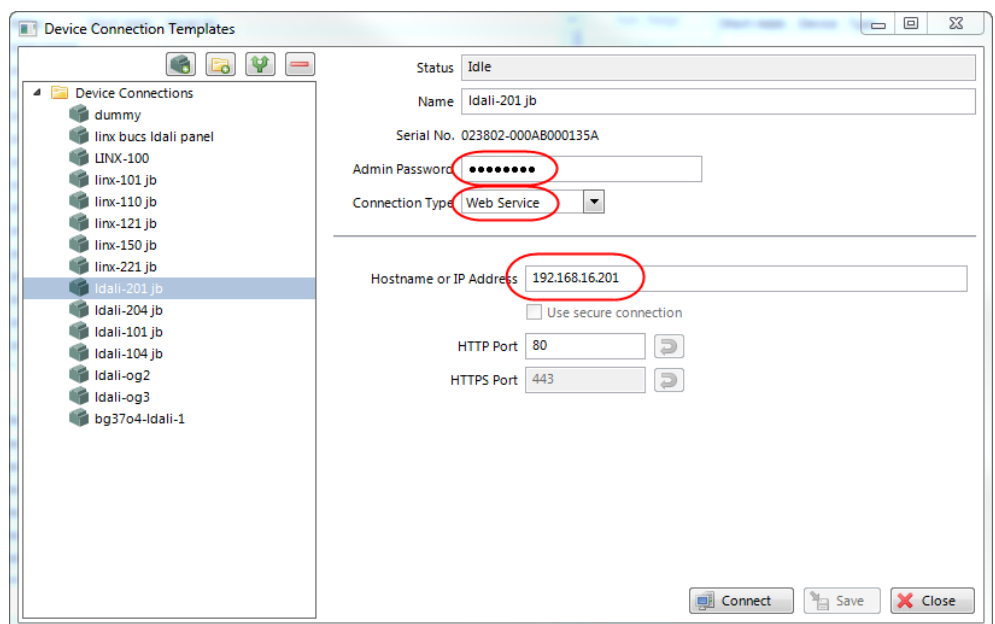 Device Connection Templates
Status Idle
Name ldali-201 jb
Serial No. 023802-000AB000135A
Admin Password ●●●●●●●●
Connection Type Web Service
Hostname or IP Address 192.168.16.201
Use secure connection
HTTP Port 80
HTTPS Port 443
Device Connections
dummy
linx bucs ldali panel
LINX-100
linx-101 jb
linx-110 jb
linx-121 jb
linx-150 jb
linx-221 jb
ldali-201 jb
ldali-204 jb
ldali-101 jb
ldali-104 jb
ldali-og2
ldali-og3
bg37o4-ldali-1
Connect Save Close